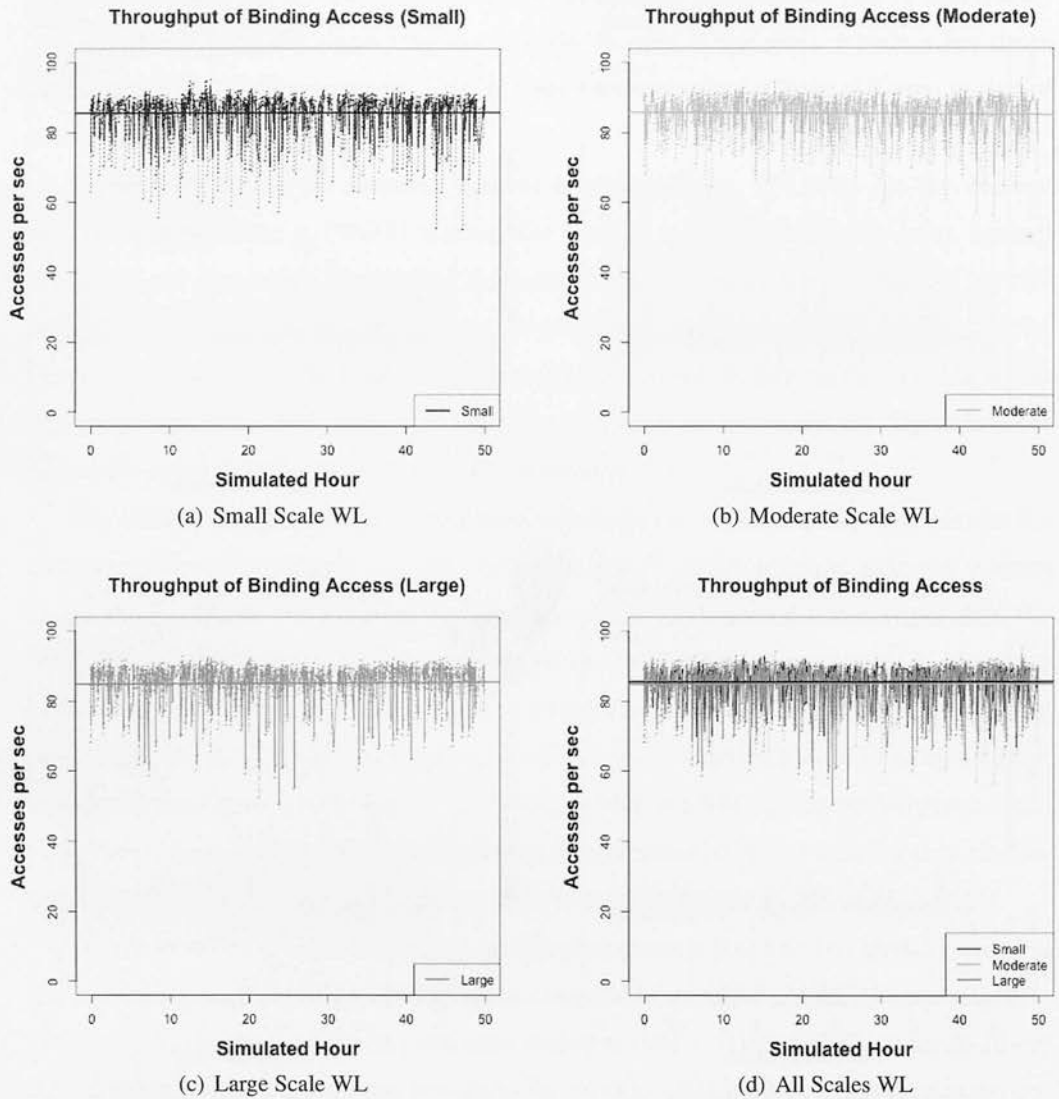 Throughput of Binding Access (Small)
Accesses per sec
100
80
60
40
20
0
Small
0 10 20 30 40 50
Simulated Hour
(a) Small Scale WL
Throughput of Binding Access (Moderate)
Accesses per sec
100
80
60
40
20
0
Moderate
0 10 20 30 40 50
Simulated hour
(b) Moderate Scale WL
Throughput of Binding Access (Large)
Accesses per sec
100
80
60
40
20
0
Large
0 10 20 30 40 50
Simulated Hour
(c) Large Scale WL
Throughput of Binding Access
Accesses per sec
100
80
60
40
20
0
Small
Moderate
Large
0 10 20 30 40 50
Simulated Hour
(d) All Scales WL